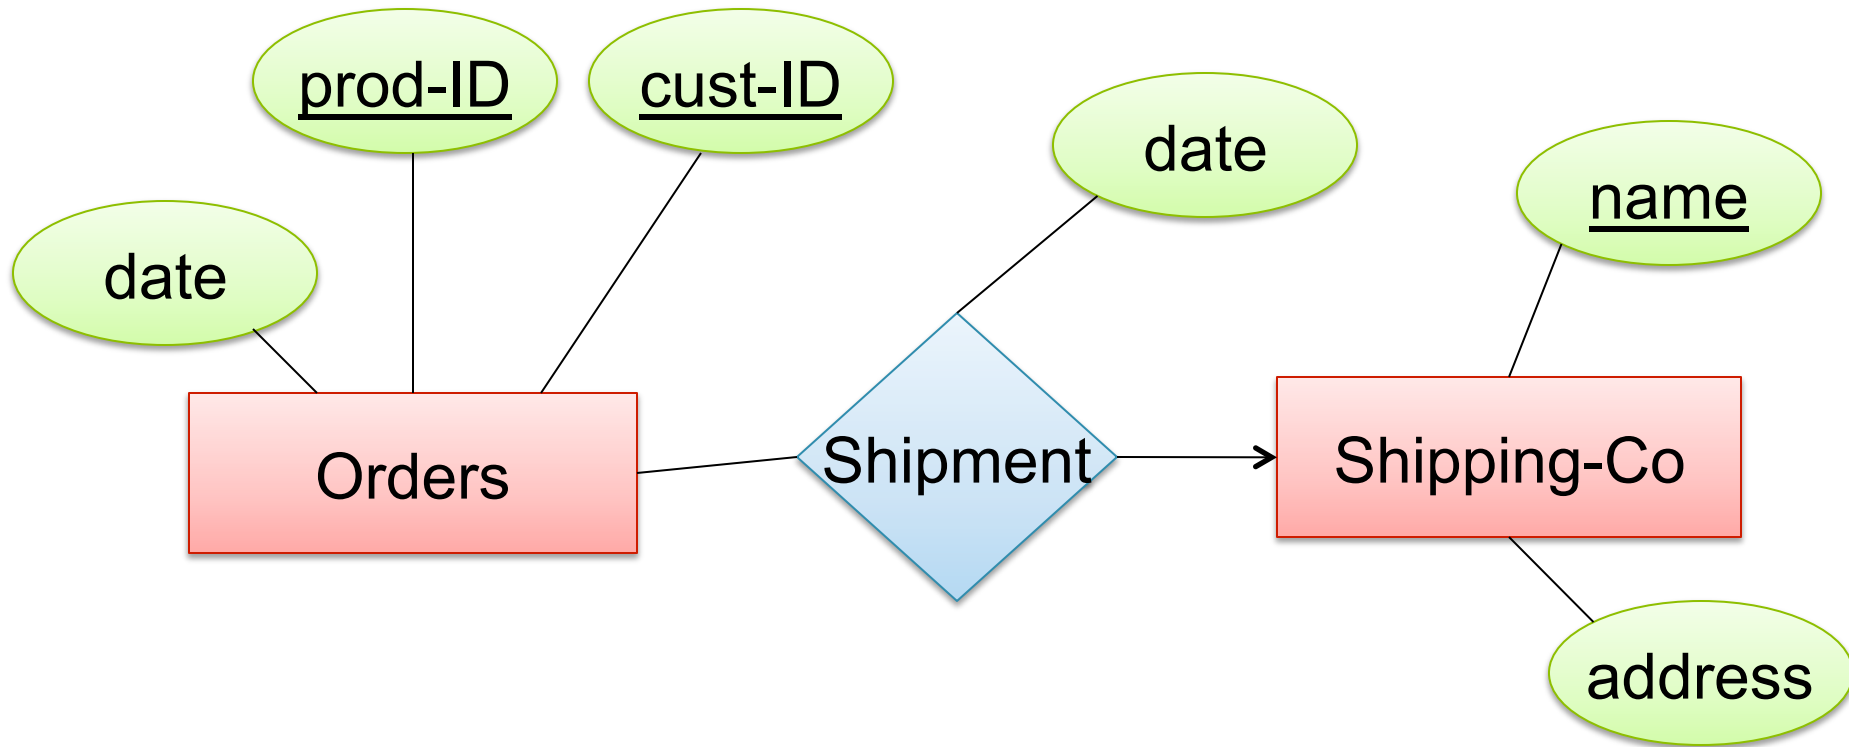 prod-ID
cust-ID
date
name
date
Orders
Shipment
Shipping-Co
address